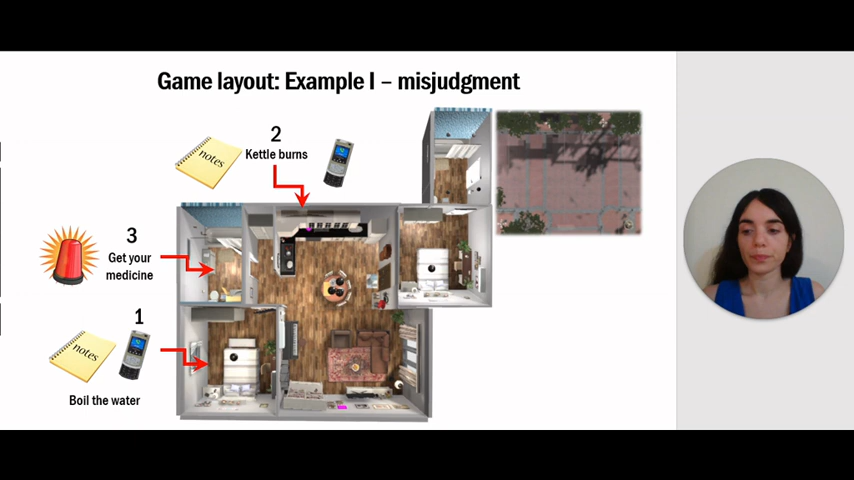 Game layout: Example I – misjudgment
2
Kettle burns
notes
3
Get your
medicine
1
notes
Boil the water